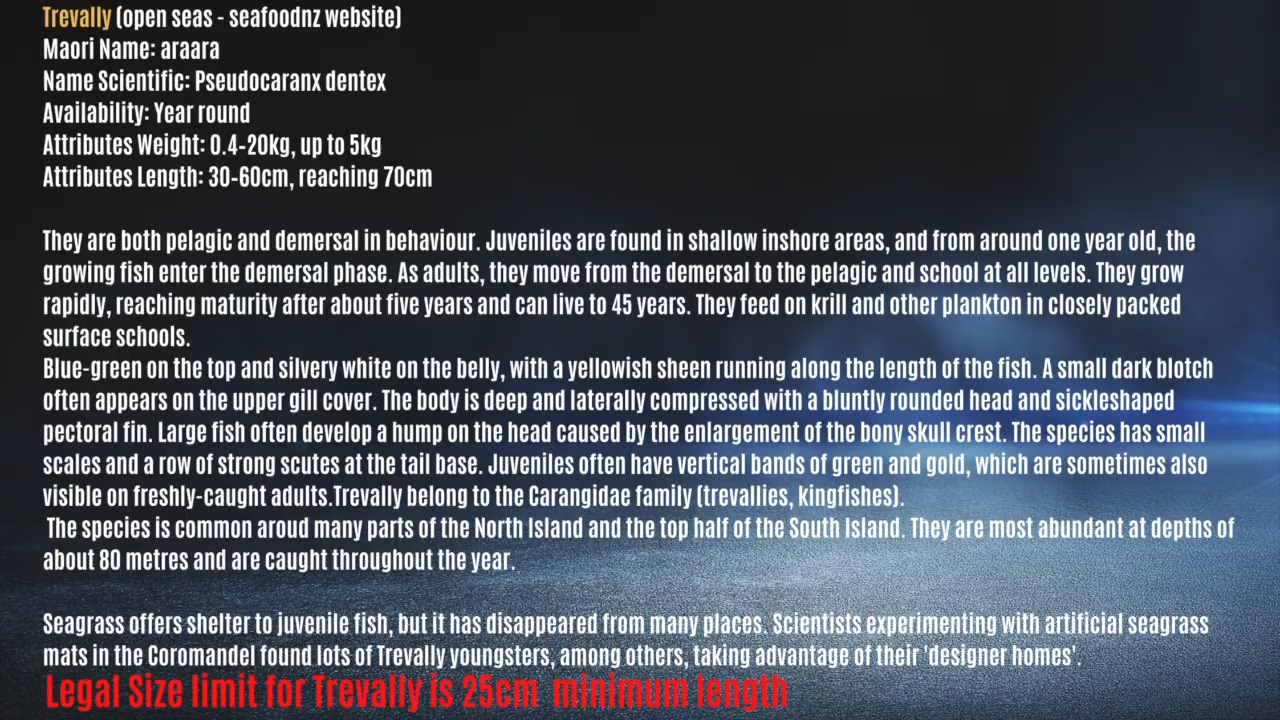 Trevally (open seas - seafoodnz website)
Maori Name: araara
Name Scientific: Pseudocaranx dentex
Availability: Year round
Attributes Weight: 0.4-20kg, up to 5kg
Attributes Length: 30-60cm, reaching 70cm
They are both pelagic and demersal in behaviour. Juveniles are found in shallow inshore areas, and from around one year old, the
growing fish enter the demersal phase. As adults, they move from the demersal to the pelagic and school at all levels. They grow
rapidly, reaching maturity after about five years and can live to 45 years. They feed on krill and other plankton in closely packed
surface schools.
Blue-green on the top and silvery white on the belly, with a yellowish sheen running along the length of the fish. A small dark blotch
often appears on the upper gill cover. The body is deep and laterally compressed with a bluntly rounded head and sickleshaped
pectoral fin. Large fish often develop a hump on the head caused by the enlargement of the bony skull crest. The species has small
scales and a row of strong scutes at the tail base. Juveniles often have vertical bands of green and gold, which are sometimes also
visible on freshly-caught adults.Trevally belong to the Carangidae family (trevallies, kingfishes).
The species is common aroud many parts of the North Island and the top half of the South Island. They are most abundant at depths of
about 80 metres and are caught throughout the year.
Seagrass offers shelter to juvenile fish, but it has disappeared from many places. Scientists experimenting with artificial seagrass
mats in the Coromandel found lots of Trevally youngsters, among others, taking advantage of their 'designer homes'.
Legal Size limit for Trevally is 25cm minimum length